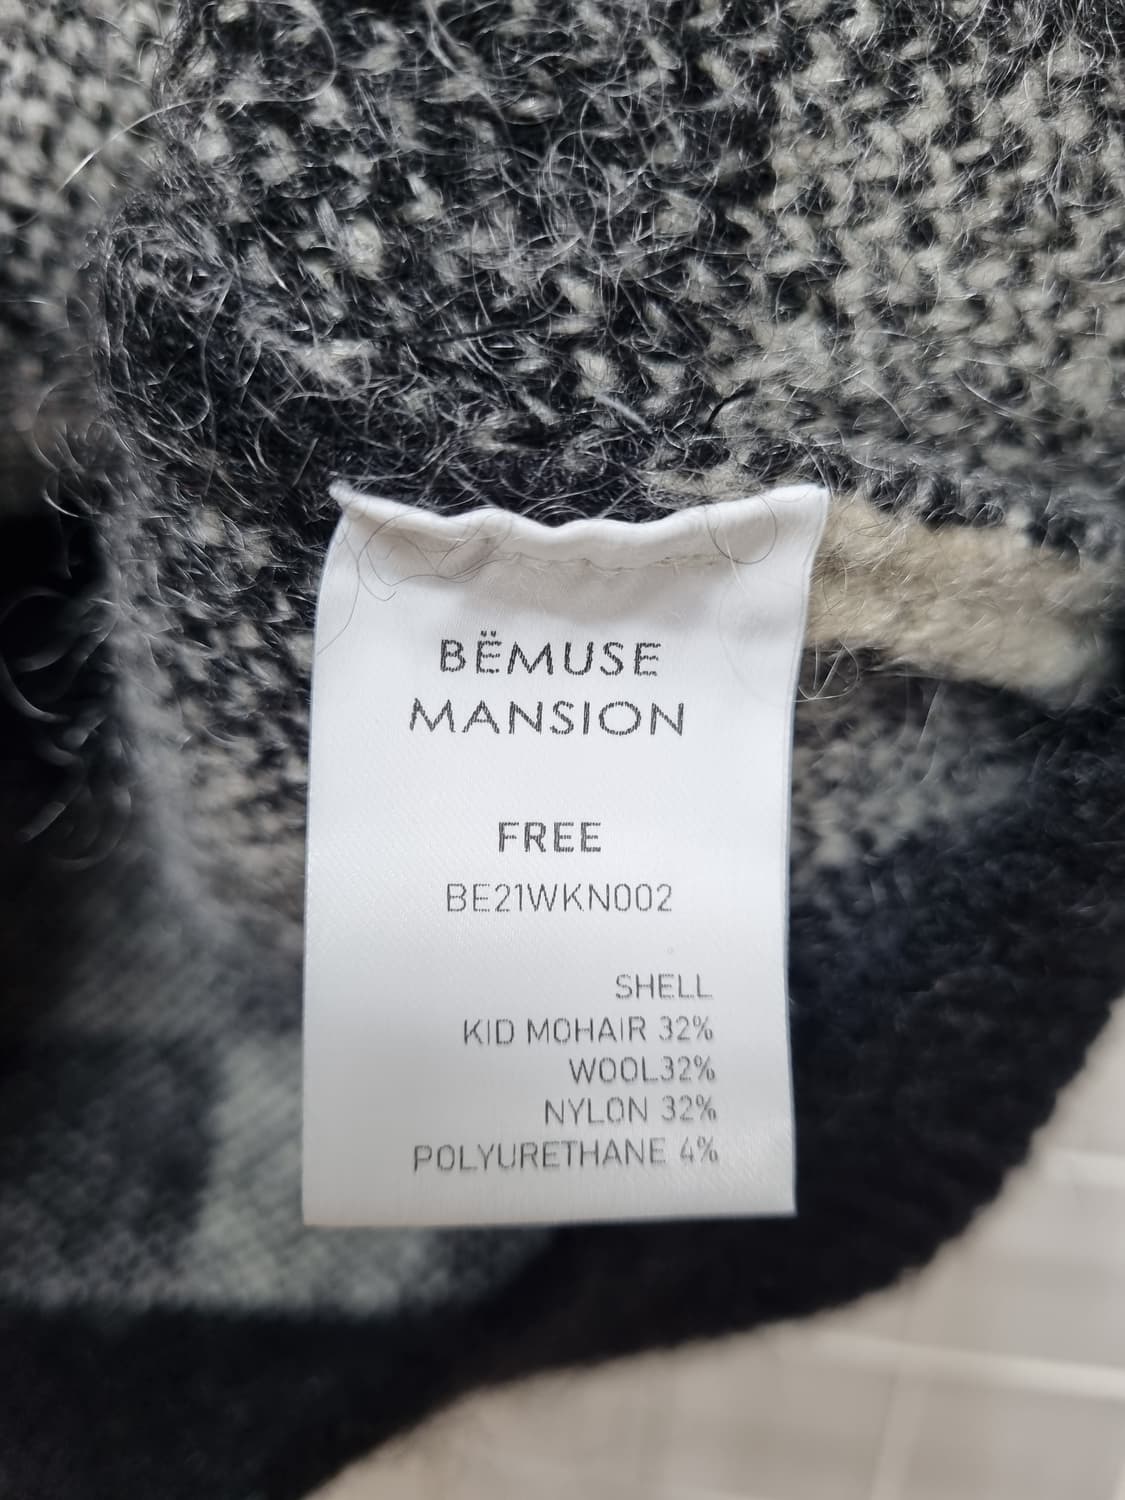 BËMUSE
MANSION
FREE
BE21WKN002
SHELL
KID MOHAIR 32%
WOOL32%
NYLON 32%
POLYURETHANE 4%